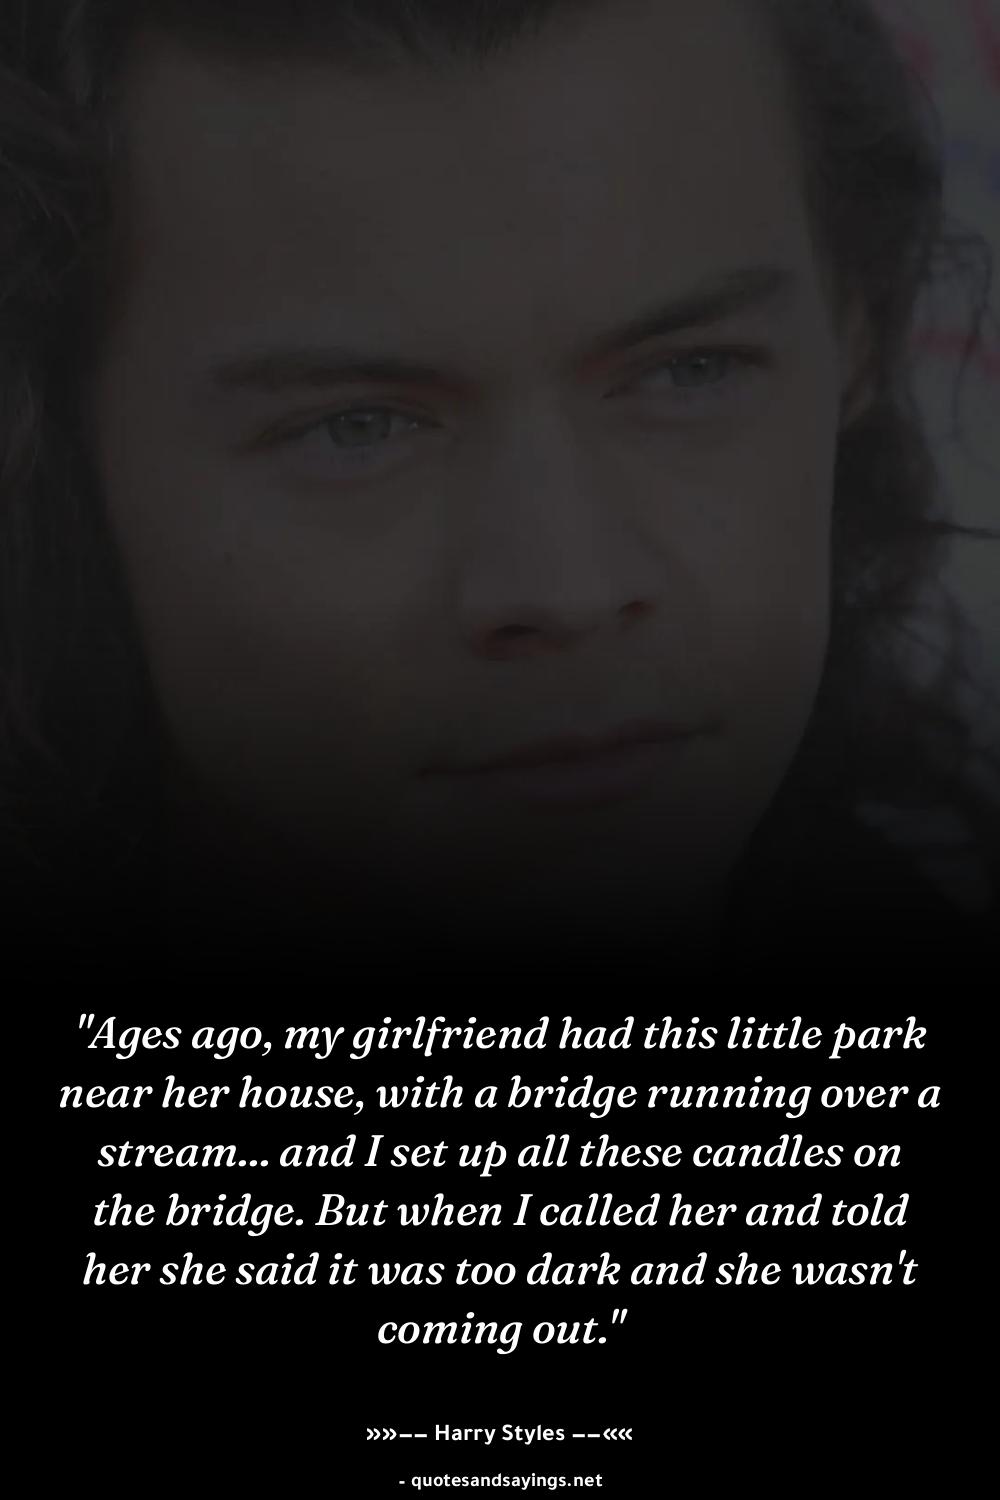 "Ages ago, my girlfriend had this little park
near her house, with a bridge running over a
stream... and I set up all these candles on
the bridge. But when I called her and told
her she said it was too dark and she wasn't
coming out."
»»–– Harry Styles ––««
- quotesandsayings.net